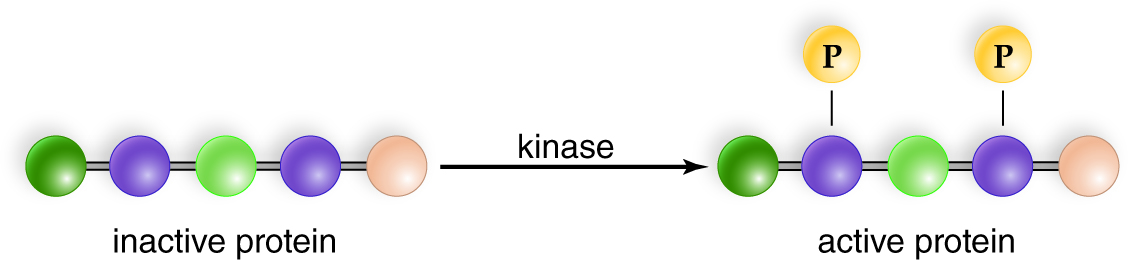 P P
kinase
inactive protein
active protein